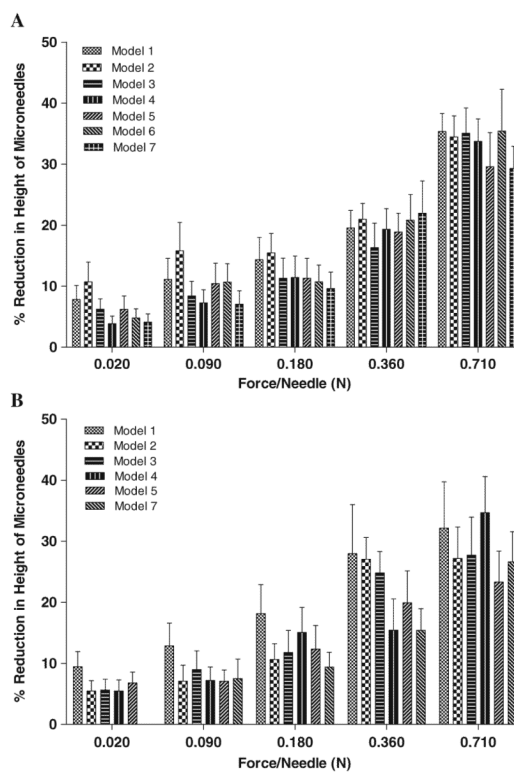 A
% Reduction in Height of Microneedles
50
40
30
20
10
0
Model 1
Model 2
Model 3
Model 4
Model 5
Model 6
Model 7
0.020 0.090 0.180 0.360 0.710
Force/Needle (N)
B
% Reduction in Height of Microneedles
50
40
30
20
10
0
Model 1
Model 2
Model 3
Model 4
Model 5
Model 7
0.020 0.090 0.180 0.360 0.710
Force/Needle (N)